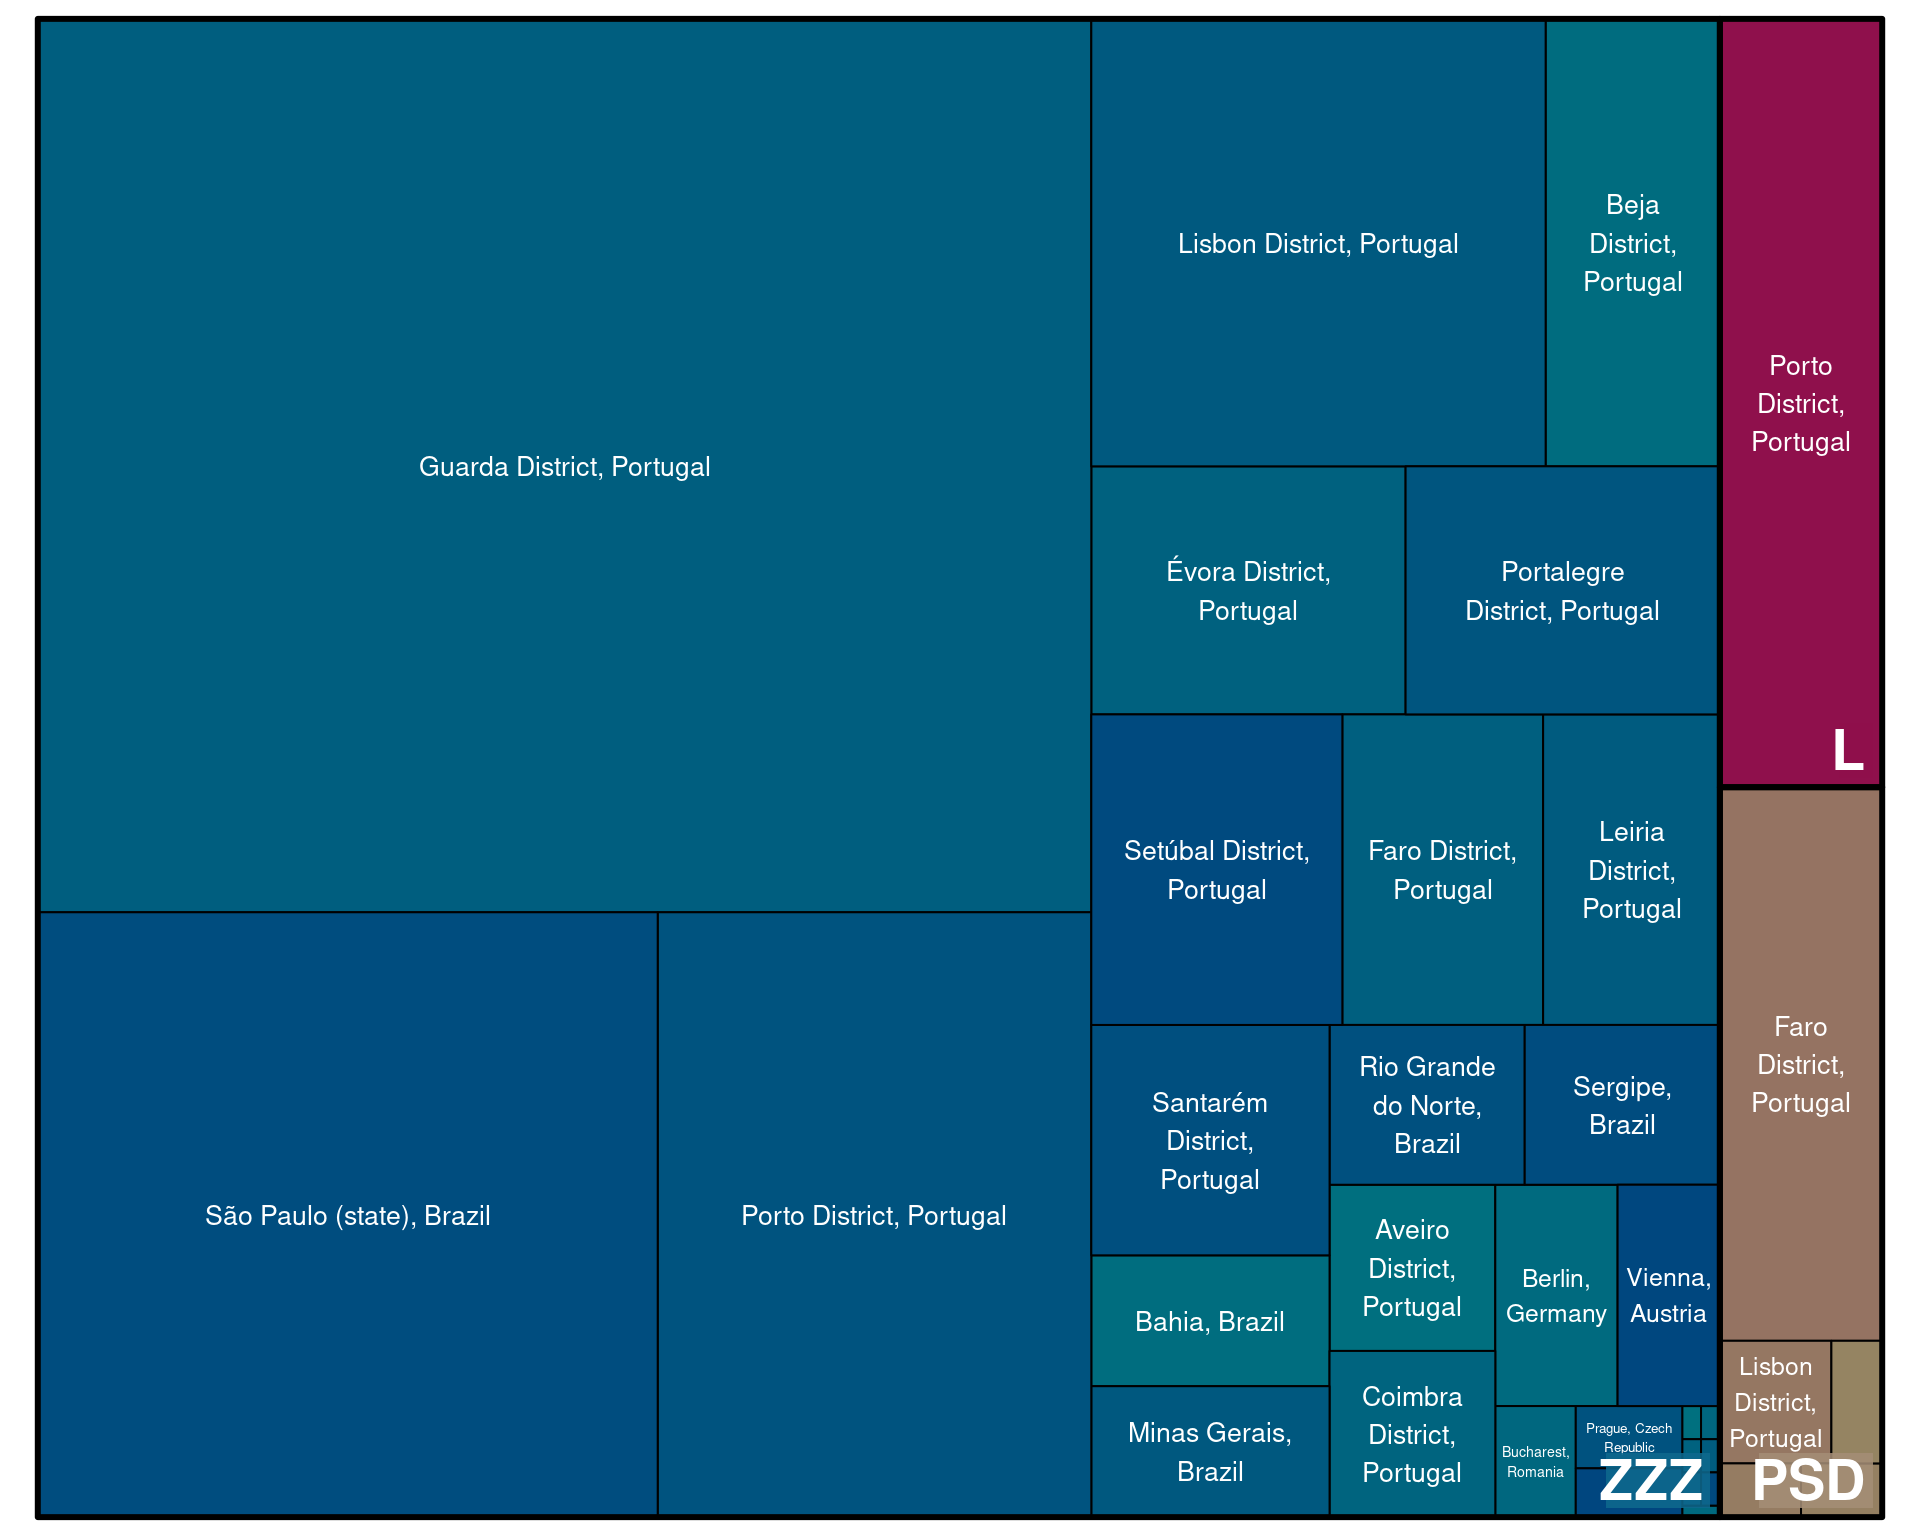 Guarda District, Portugal
São Paulo (state), Brazil
Porto District, Portugal
Lisbon District, Portugal
Beja
District,
Portugal
Évora District,
Portugal
Portalegre
District, Portugal
Setúbal District,
Portugal
Faro District,
Portugal
Leiria
District,
Portugal
Santarém
District,
Portugal
Rio Grande
do Norte,
Brazil
Sergipe,
Brazil
Bahia, Brazil
Minas Gerais,
Brazil
Aveiro
District,
Portugal
Coimbra
District,
Portugal
Berlin,
Germany
Vienna,
Austria
Bucharest,
Romania
Prague, Czech
Republic
ZZZ
Porto
District,
Portugal
L
Faro
District,
Portugal
Lisbon
District,
Portugal
PSD